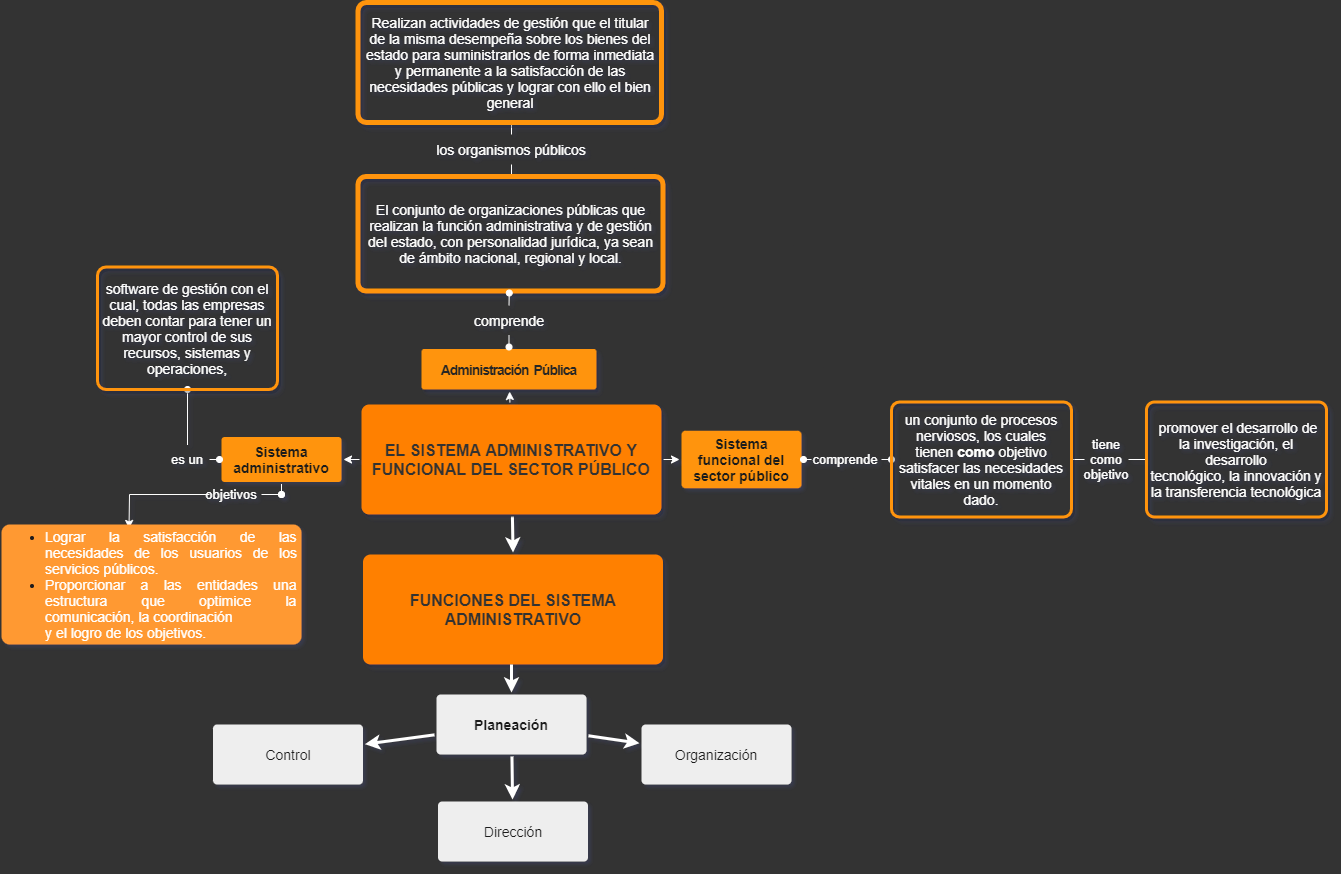 Realizan actividades de gestión que el titular
de la misma desempeña sobre los bienes del
estado para suministrarlos de forma inmediata
y permanente a la satisfacción de las
necesidades públicas y lograr con ello el bien
general
los organismos públicos
El conjunto de organizaciones públicas que
realizan la función administrativa y de gestión
del estado, con personalidad jurídica, ya sean
de ámbito nacional, regional y local.
comprende
Administración Pública
software de gestión con el
cual, todas las empresas
deben contar para tener un
mayor control de sus
recursos, sistemas y
operaciones,
es un
Sistema
administrativo
objetivos
• Lograr la satisfacción de las
necesidades de los usuarios de los
servicios públicos.
• Proporcionar a las entidades una
estructura que optimice la
comunicación, la coordinación
y el logro de los objetivos.
EL SISTEMA ADMINISTRATIVO Y
FUNCIONAL DEL SECTOR PÚBLICO
Sistema
funcional del
sector público
comprende
un conjunto de procesos
nerviosos, los cuales
tienen como objetivo
satisfacer las necesidades
vitales en un momento
dado.
tiene
como
objetivo
promover el desarrollo de
la investigación, el
desarrollo
tecnológico, la innovación y
la transferencia tecnológica
FUNCIONES DEL SISTEMA
ADMINISTRATIVO
Planeación
Control
Organización
Dirección